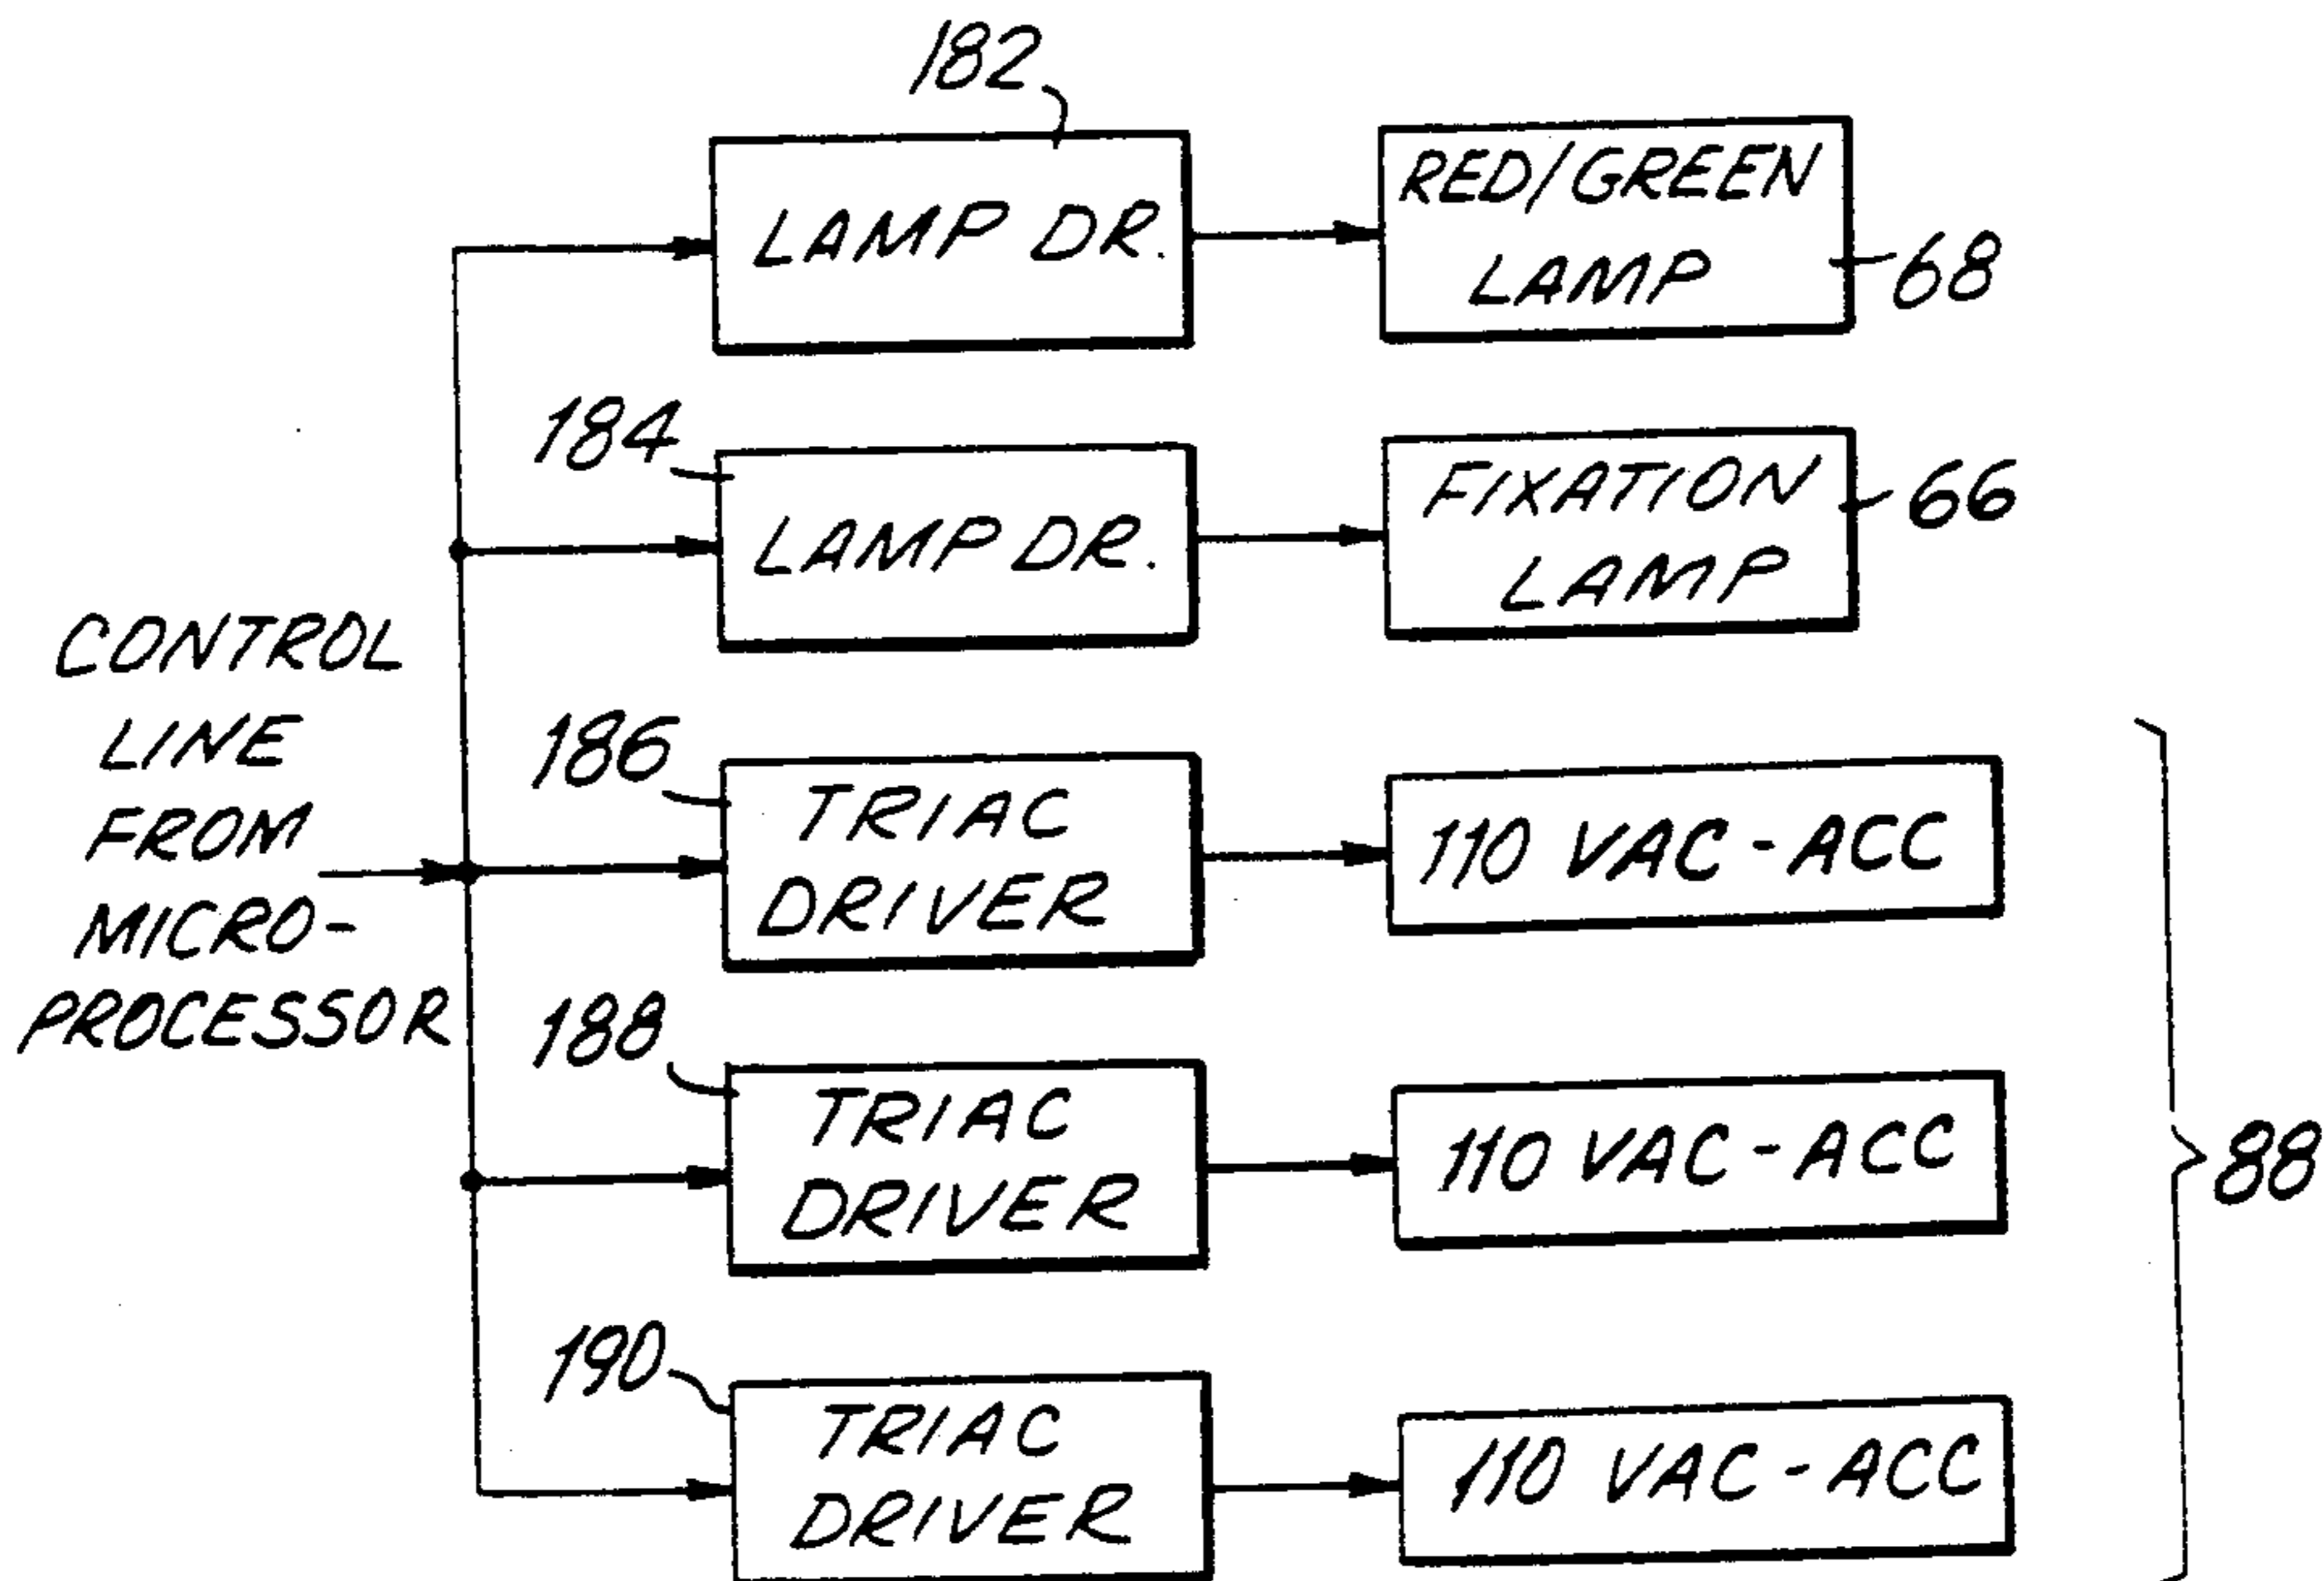 182
LAMP DR.
RED/GREEN
LAMP
68
184
LAMP DR.
FIXATION
LAMP
66
CONTROL
LINE
FROM
MICRO-
PROCESSOR
186
TRIAC
DRIVER
110 VAC-ACC
188
TRIAC
DRIVER
110 VAC-ACC
88
190
TRIAC
DRIVER
110 VAC-ACC